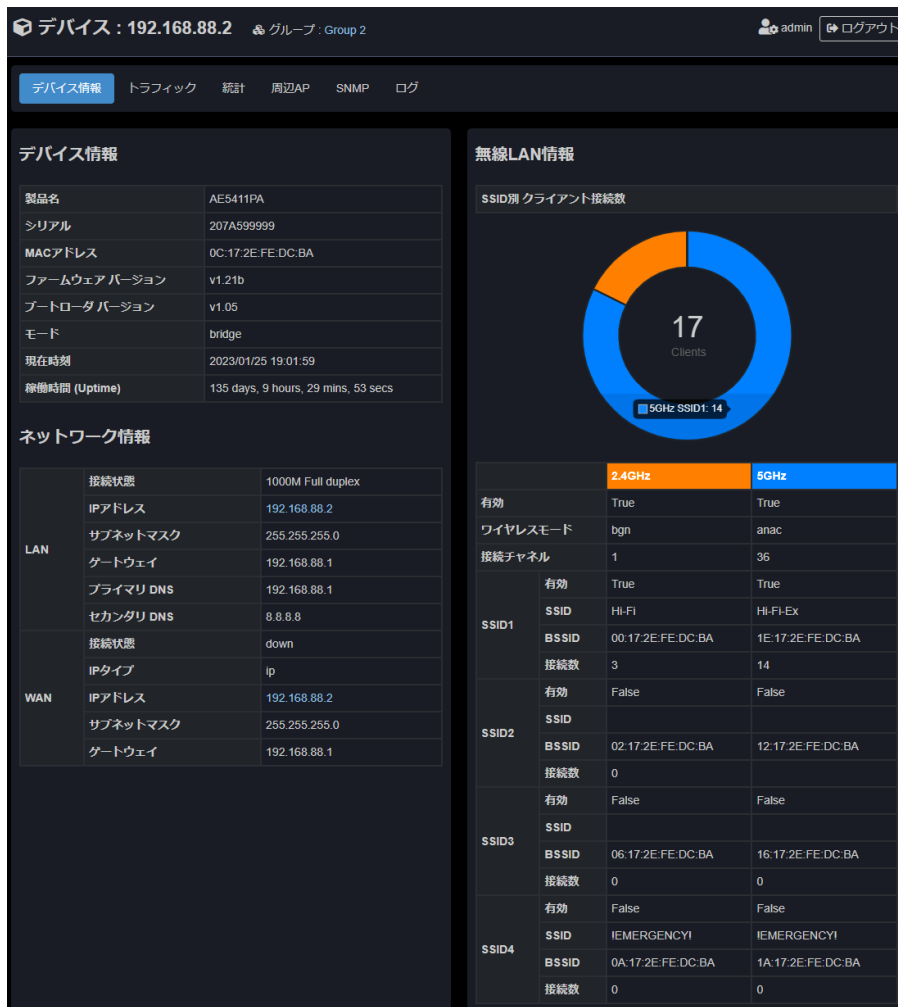 デバイス : 192.168.88.2 グループ : Group 2 admin ログアウト
デバイス情報 トラフィック 統計 周辺AP SNMP ログ
デバイス情報
製品名 AE5411PA
シリアル 207A599999
MACアドレス 0C:17:2E:FE:DC:BA
ファームウェア バージョン v1.21b
ブートローダ バージョン v1.05
モード bridge
現在時刻 2023/01/25 19:01:59
稼働時間 (Uptime) 135 days, 9 hours, 29 mins, 53 secs
ネットワーク情報
LAN
接続状態 1000M Full duplex
IPアドレス 192.168.88.2
サブネットマスク 255.255.255.0
ゲートウェイ 192.168.88.1
プライマリ DNS 192.168.88.1
セカンダリ DNS 8.8.8.8
WAN
接続状態 down
IPタイプ ip
IPアドレス 192.168.88.2
サブネットマスク 255.255.255.0
ゲートウェイ 192.168.88.1
無線LAN情報
SSID別 クライアント接続数
17
Clients
5GHz SSID1: 14
2.4GHz 5GHz
有効 True True
ワイヤレスモード bgn anac
接続チャネル 1 36
SSID1
有効 True True
SSID Hi-Fi Hi-Fi-Ex
BSSID 00:17:2E:FE:DC:BA 1E:17:2E:FE:DC:BA
接続数 3 14
SSID2
有効 False False
SSID
BSSID 02:17:2E:FE:DC:BA 12:17:2E:FE:DC:BA
接続数 0
SSID3
有効 False False
SSID
BSSID 06:17:2E:FE:DC:BA 16:17:2E:FE:DC:BA
接続数 0 0
SSID4
有効 False False
SSID !EMERGENCY! !EMERGENCY!
BSSID 0A:17:2E:FE:DC:BA 1A:17:2E:FE:DC:BA
接続数 0 0